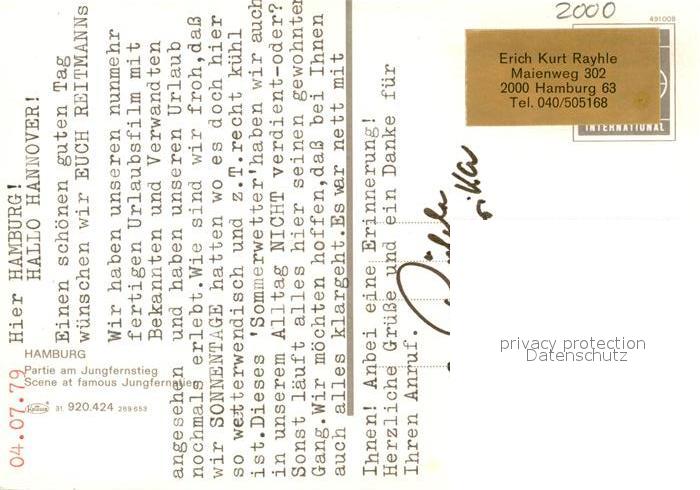 2000
491008
Erich Kurt Rayhle
Maienweg 302
2000 Hamburg 63
Tel. 040/505168
INTERNATIONAL
Hier HAMBURG!
HALLO HANNOVER!
Einen schönen guten Tag
wünschen wir EUCH REITMANNs
Wir haben unseren nunmehr
fertigen Urlaubsfilm mit
Bekannten und Verwandten
angesehen und haben unseren Urlaub
nochmals erlebt.Wie sind wir froh,daß
wir SONNENTAGE hatten wo es doch hier
so wetterwendisch und z.T.recht kühl
ist.Dieses 'Sommerwetter'haben wir auch
in unserem Alltag NICHT verdient-oder?
Sonst läuft alles hier seinen gewohnten
Gang.Wir möchten hoffen,daß bei Ihnen
auch alles klargeht.Es war nett mit
Ihnen! Anbei eine Erinnerung!
Herzliche Grüße und ein Danke für
Ihren Anruf.
04.07.79
HAMBURG
Partie am Jungfernstieg
Scene at famous Jungfernstieg
31 920.424 289653
privacy protection
Datenschutz